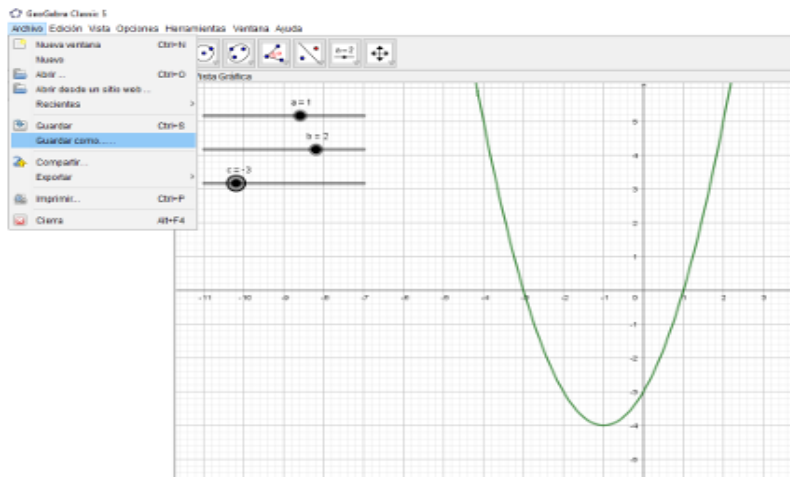 GeoGebra Classic 5
Archivo Edición Vista Opciones Herramientas Ventana Ayuda
Nueva ventana Ctrl+N
Nuevo
Abrir ... Ctrl+O
Abrir desde un sitio web ...
Recientes >
Guardar Ctrl+S
Guardar como......
Compartir...
Exportar >
Imprimir... Ctrl+P
Cierra Alt+F4
a=2
Vista Gráfica
a = 1
b = 2
c = -3
5
4
3
2
1
-11 -10 -9 -8 -7 -6 -4 -3 -2 -1 0 1 2 3
-1
-2
-3
-4
-5